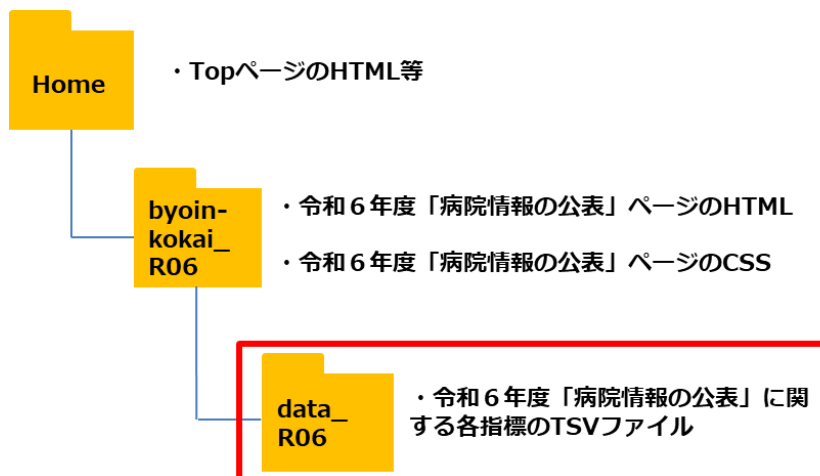 Home
・TopページのHTML等
byoin-
kokai_
R06
・令和６年度「病院情報の公表」ページのHTML
・令和６年度「病院情報の公表」ページのCSS
data_
R06
・令和６年度「病院情報の公表」に関
する各指標のTSVファイル